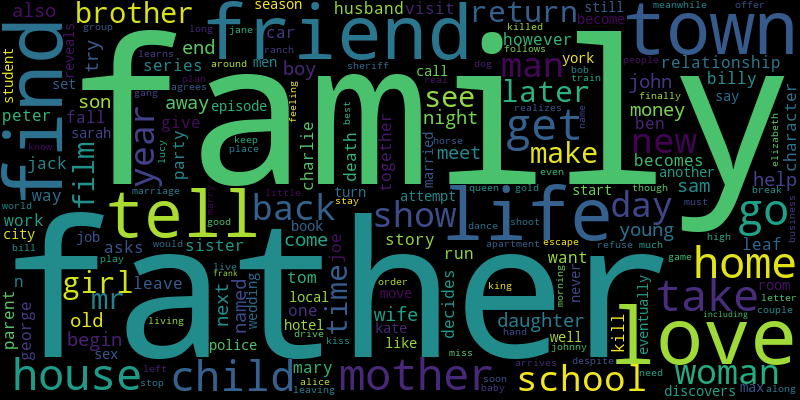 also
brother
friend
season
husband
visit
return
still
become
meanwhile
offer
town
reveals
group
long
jane
ranch
killed
follows
however
york
people
student
find
try
end
car
men
boy
series
around
sheriff
call
real
dog
bob
train
man
relationship
billy
say
set
learns
plan
agrees
gang
family
see
later
john
finally
peter
son
away
episode
feeling
night
realizes
money
new
character
fall
year
give
party
charlie
death
best
together
married
meet
horse
get
make
name
ben
becomes
elizabeth
sarah
know
jack
film
lucy
keep
place
even
another
sam
help
way
world
marriage
little
turn
attempt
queen
gold
start
though
break
work
tell
back
stay
book
show
life
day
must
go
business
city
bill
job
would
good
dance
shoot
young
high
leaf
asks
sister
come
story
run
apartment
escape
want
refuse
much
home
father
play
girl
leave
next
live
frank
named
wedding
tom
order
move
time
joe
wife
decides
king
morning
never
game
room
letter
n
mr
parent
george
old
living
local
one
hotel
drive
kiss
kate
like
daughter
hand
well
johnny
kill
eventually
take
including
couple
love
begin
sex
police
miss
house
left
stop
child
mary
alice
leaving
mother
soon
baby
arrives
despite
school
need
woman
discovers
max
along